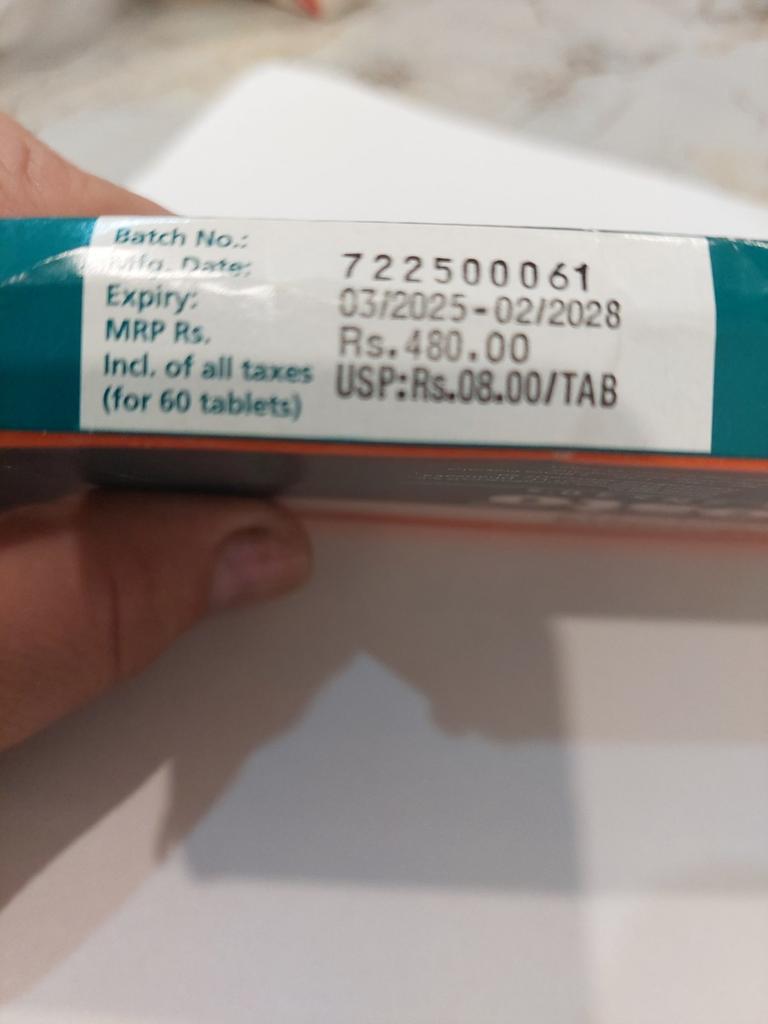 Batch No.:
Mfg. Date:
Expiry:
MRP Rs.
Incl. of all taxes
(for 60 tablets)
722500061
03/2025-02/2028
Rs.480.00
USP:Rs.08.00/TAB